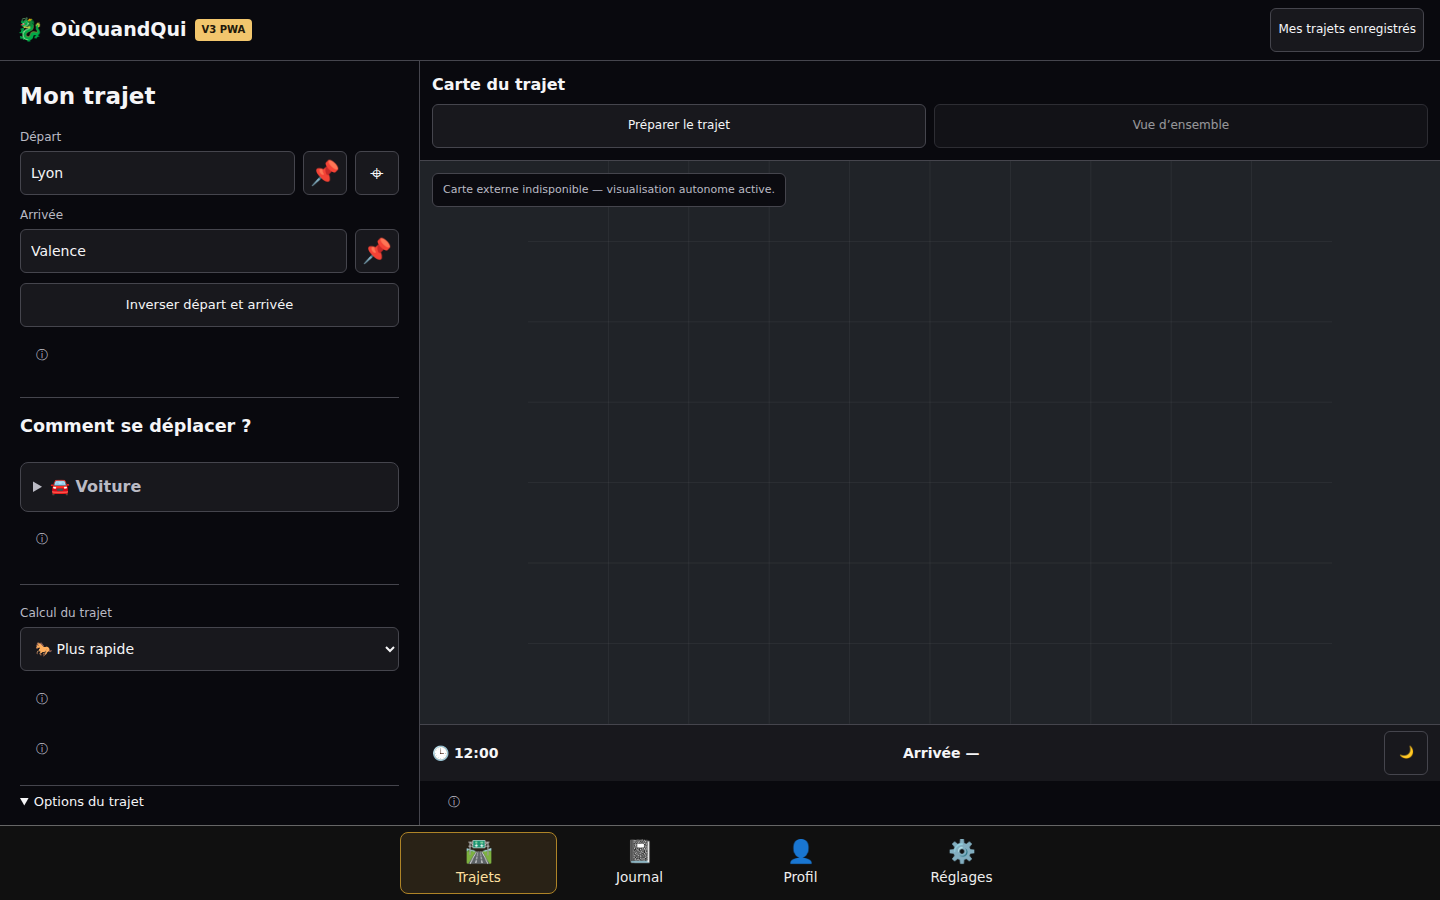 OùQuandQui V3 PWA
Mes trajets enregistrés
Mon trajet
Départ
Lyon
Arrivée
Valence
Inverser départ et arrivée
Comment se déplacer ?
Voiture
Calcul du trajet
Plus rapide
Options du trajet
Carte du trajet
Préparer le trajet
Vue d’ensemble
Carte externe indisponible — visualisation autonome active.
12:00
Arrivée —
Trajets
Journal
Profil
Réglages